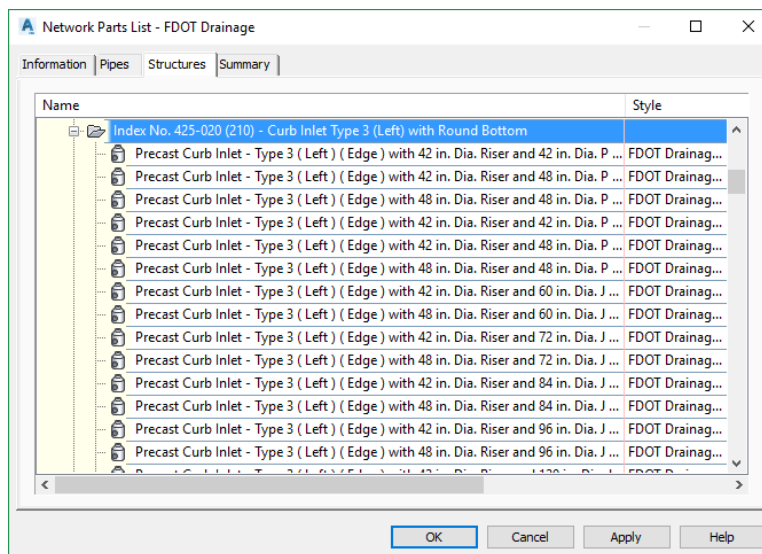 Network Parts List - FDOT Drainage
Information Pipes Structures Summary
Name Style
Index No. 425-020 (210) - Curb Inlet Type 3 (Left) with Round Bottom
Precast Curb Inlet - Type 3 ( Left ) ( Edge ) with 42 in. Dia. Riser and 42 in. Dia. P ... FDOT Drainag...
Precast Curb Inlet - Type 3 ( Left ) ( Edge ) with 42 in. Dia. Riser and 48 in. Dia. P ... FDOT Drainag...
Precast Curb Inlet - Type 3 ( Left ) ( Edge ) with 48 in. Dia. Riser and 48 in. Dia. P ... FDOT Drainag...
Precast Curb Inlet - Type 3 ( Left ) ( Edge ) with 42 in. Dia. Riser and 42 in. Dia. P ... FDOT Drainag...
Precast Curb Inlet - Type 3 ( Left ) ( Edge ) with 42 in. Dia. Riser and 48 in. Dia. P ... FDOT Drainag...
Precast Curb Inlet - Type 3 ( Left ) ( Edge ) with 48 in. Dia. Riser and 48 in. Dia. P ... FDOT Drainag...
Precast Curb Inlet - Type 3 ( Left ) ( Edge ) with 42 in. Dia. Riser and 60 in. Dia. J ... FDOT Drainag...
Precast Curb Inlet - Type 3 ( Left ) ( Edge ) with 48 in. Dia. Riser and 60 in. Dia. J ... FDOT Drainag...
Precast Curb Inlet - Type 3 ( Left ) ( Edge ) with 42 in. Dia. Riser and 72 in. Dia. J ... FDOT Drainag...
Precast Curb Inlet - Type 3 ( Left ) ( Edge ) with 48 in. Dia. Riser and 72 in. Dia. J ... FDOT Drainag...
Precast Curb Inlet - Type 3 ( Left ) ( Edge ) with 42 in. Dia. Riser and 84 in. Dia. J ... FDOT Drainag...
Precast Curb Inlet - Type 3 ( Left ) ( Edge ) with 48 in. Dia. Riser and 84 in. Dia. J ... FDOT Drainag...
Precast Curb Inlet - Type 3 ( Left ) ( Edge ) with 42 in. Dia. Riser and 96 in. Dia. J ... FDOT Drainag...
Precast Curb Inlet - Type 3 ( Left ) ( Edge ) with 48 in. Dia. Riser and 96 in. Dia. J ... FDOT Drainag...
OK Cancel Apply Help